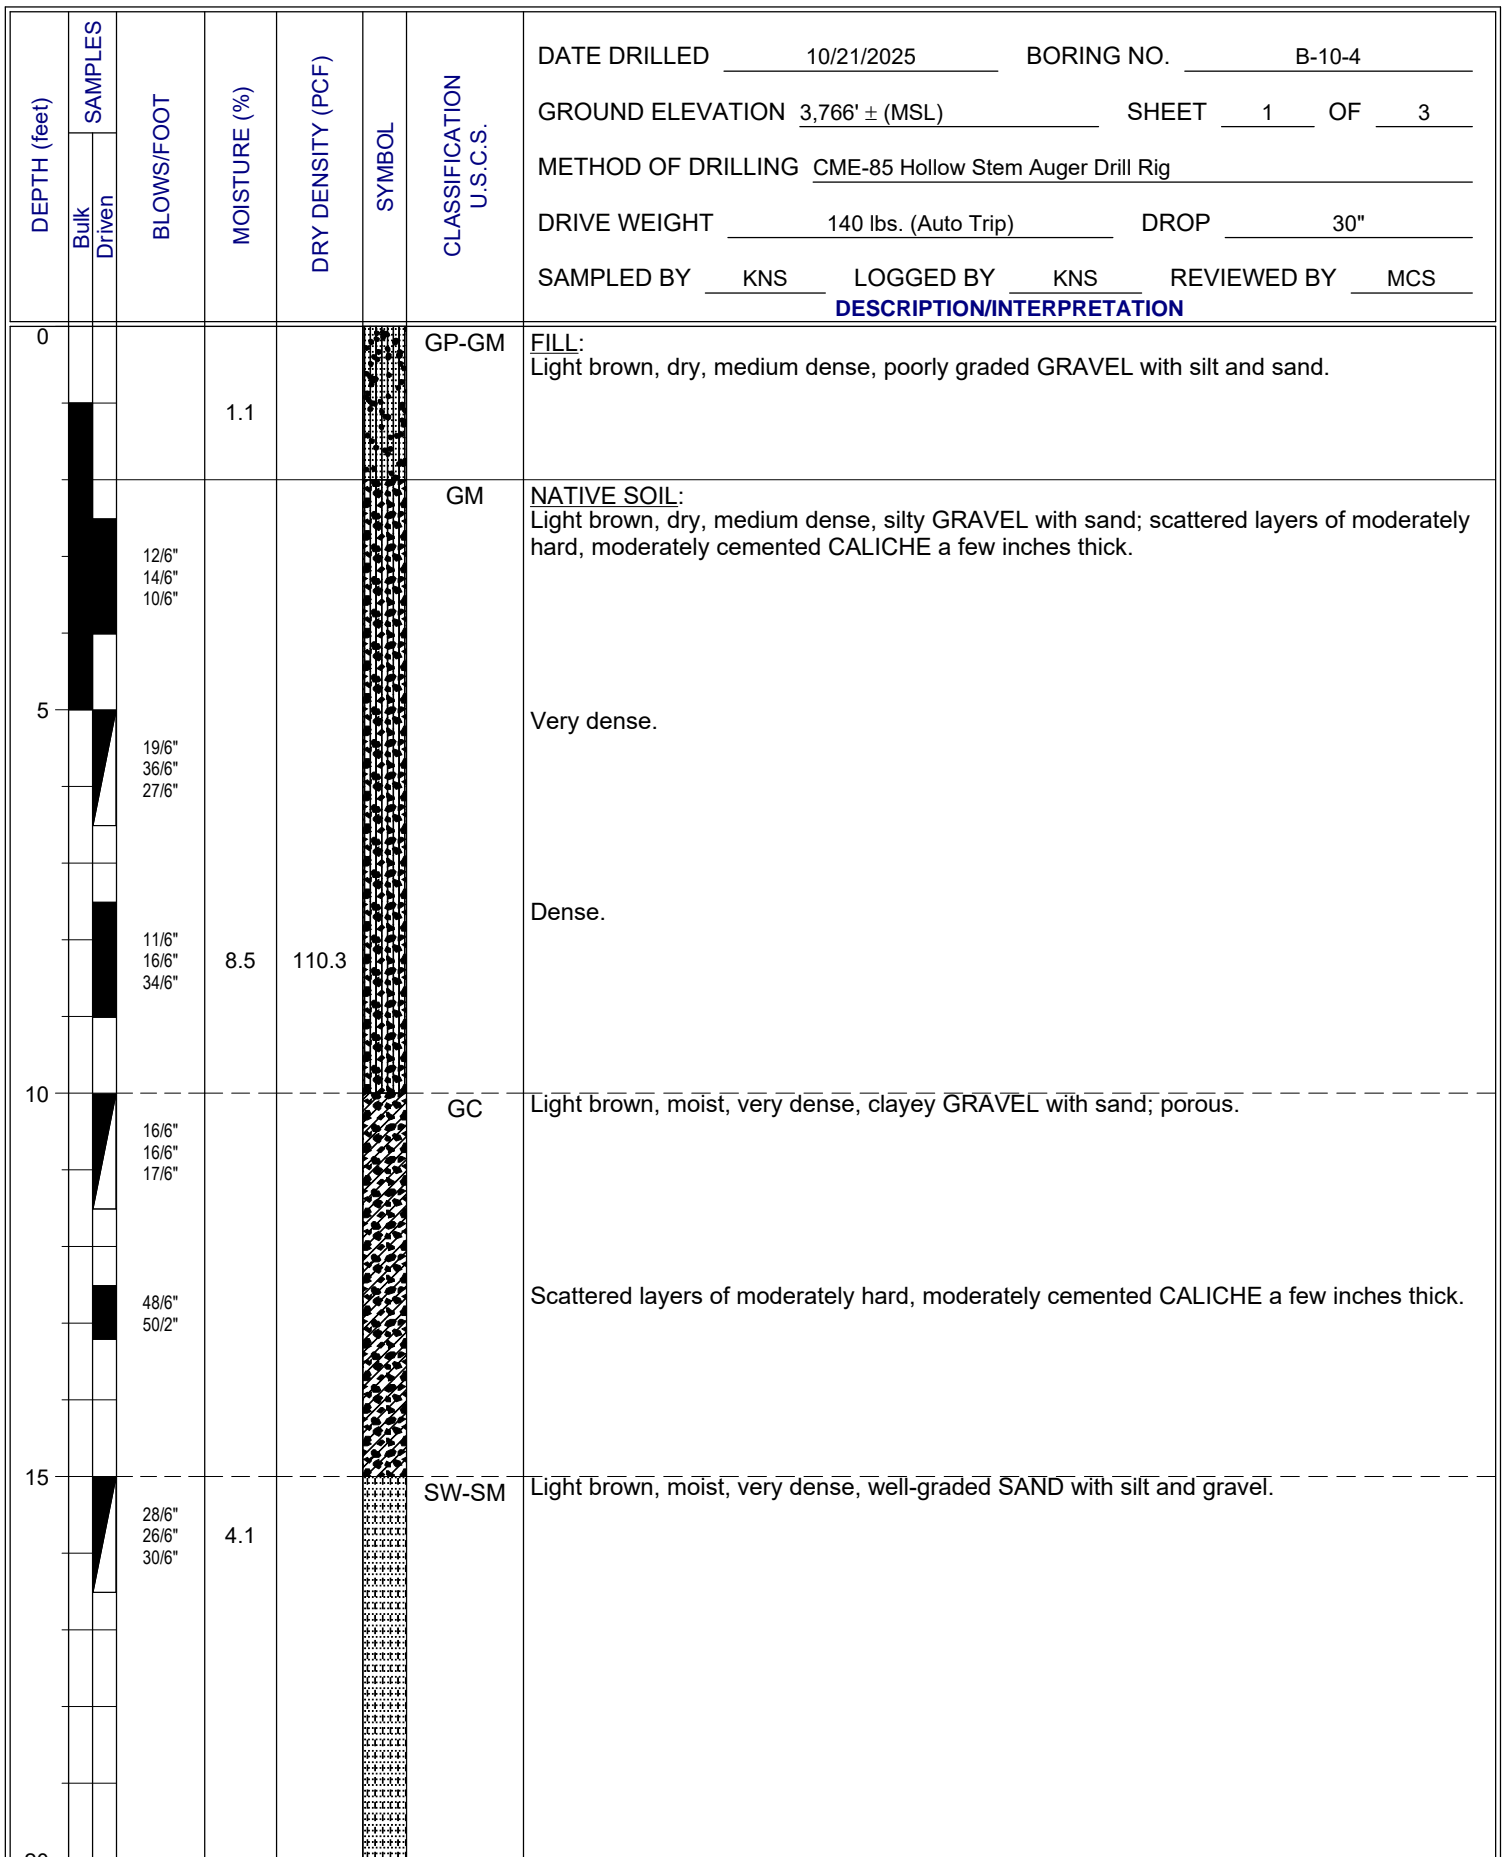 DEPTH (feet)
SAMPLES
Bulk
Driven
BLOWS/FOOT
MOISTURE (%)
DRY DENSITY (PCF)
SYMBOL
CLASSIFICATION
U.S.C.S.
DATE DRILLED 10/21/2025 BORING NO. B-10-4
GROUND ELEVATION 3,766' ± (MSL) SHEET 1 OF 3
METHOD OF DRILLING CME-85 Hollow Stem Auger Drill Rig
DRIVE WEIGHT 140 lbs. (Auto Trip) DROP 30"
SAMPLED BY KNS LOGGED BY KNS REVIEWED BY MCS
DESCRIPTION/INTERPRETATION
0
GP-GM
FILL:
Light brown, dry, medium dense, poorly graded GRAVEL with silt and sand.
1.1
GM
NATIVE SOIL:
Light brown, dry, medium dense, silty GRAVEL with sand; scattered layers of moderately
hard, moderately cemented CALICHE a few inches thick.
12/6"
14/6"
10/6"
5
Very dense.
19/6"
36/6"
27/6"
Dense.
11/6"
16/6" 8.5 110.3
34/6"
10
GC
Light brown, moist, very dense, clayey GRAVEL with sand; porous.
16/6"
16/6"
17/6"
Scattered layers of moderately hard, moderately cemented CALICHE a few inches thick.
48/6"
50/2"
15
SW-SM
Light brown, moist, very dense, well-graded SAND with silt and gravel.
28/6"
26/6" 4.1
30/6"